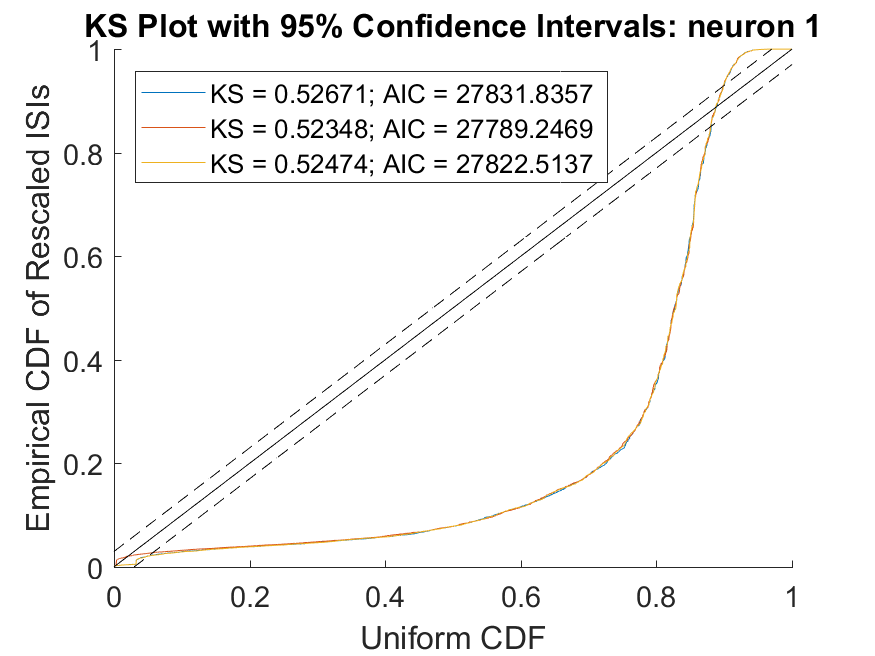 KS Plot with 95% Confidence Intervals: neuron 1
KS = 0.52671; AIC = 27831.8357
KS = 0.52348; AIC = 27789.2469
KS = 0.52474; AIC = 27822.5137
Empirical CDF of Rescaled ISIs
1
0.8
0.6
0.4
0.2
0
0 0.2 0.4 0.6 0.8 1
Uniform CDF